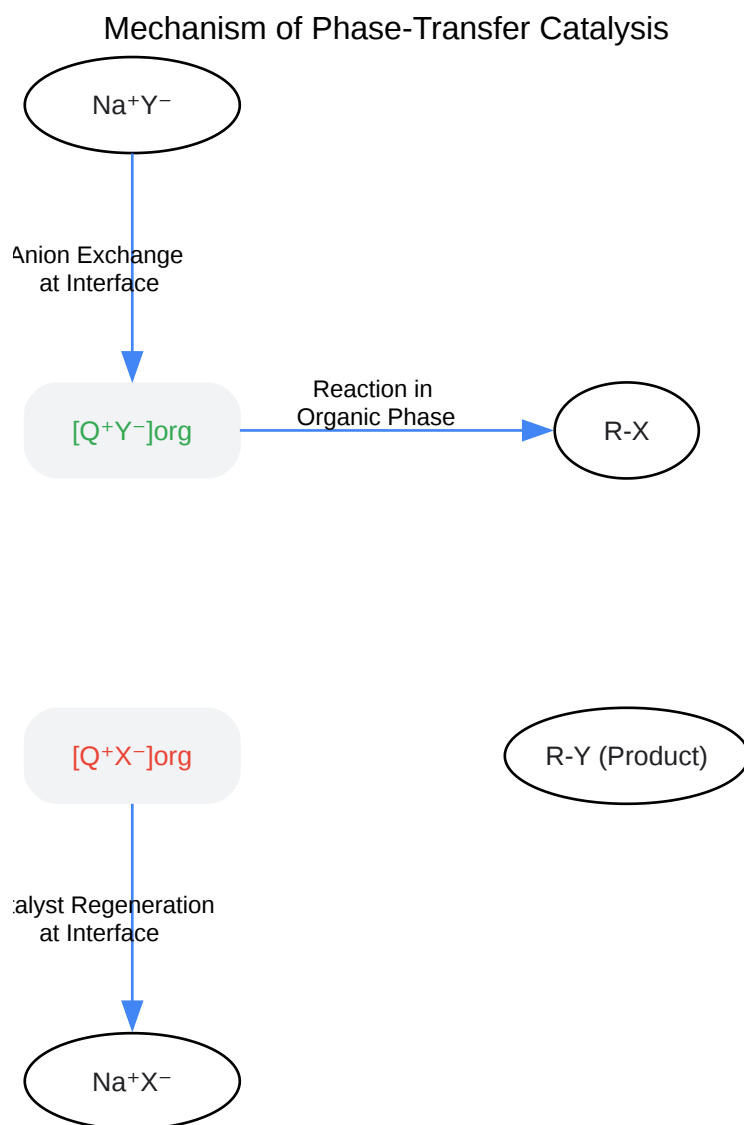 Mechanism of Phase-Transfer Catalysis
Na⁺Y⁻
Anion Exchange
at Interface
[Q⁺Y⁻]org
Reaction in
Organic Phase
R-X
[Q⁺X⁻]org
R-Y (Product)
talyst Regeneration
at Interface
Na⁺X⁻